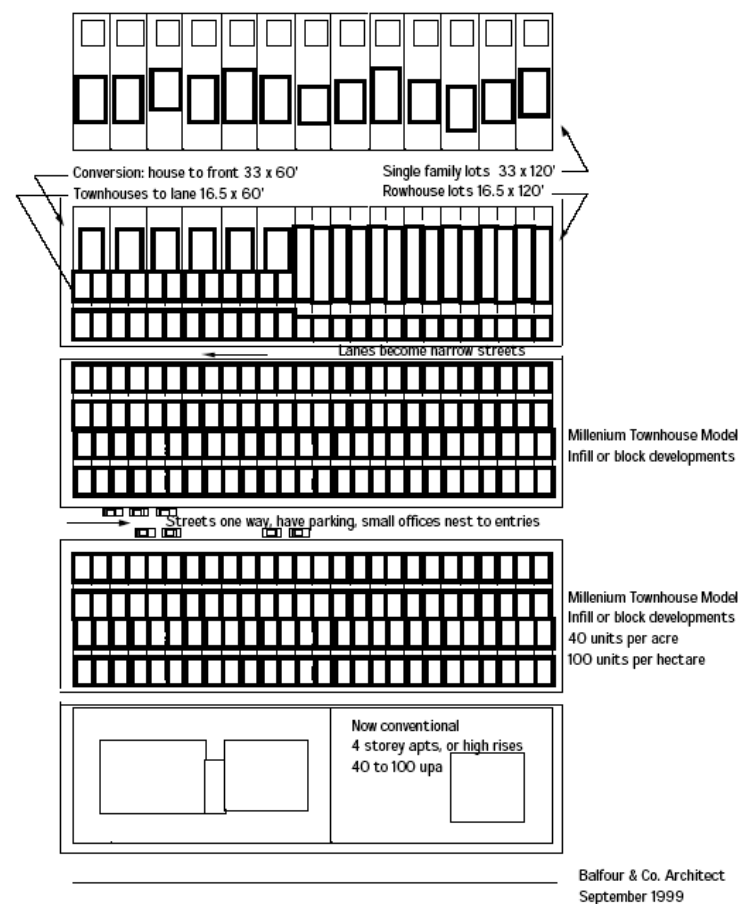 Conversion: house to front 33 x 60'
Townhouses to lane 16.5 x 60'
Single family lots 33 x 120'
Rowhouse lots 16.5 x 120'
Lanes become narrow streets
Millenium Townhouse Model
Infill or block developments
Streets one way, have parking, small offices nest to entries
Millenium Townhouse Model
Infill or block developments
40 units per acre
100 units per hectare
Now conventional
4 storey apts, or high rises
40 to 100 upa
Balfour & Co. Architect
September 1999